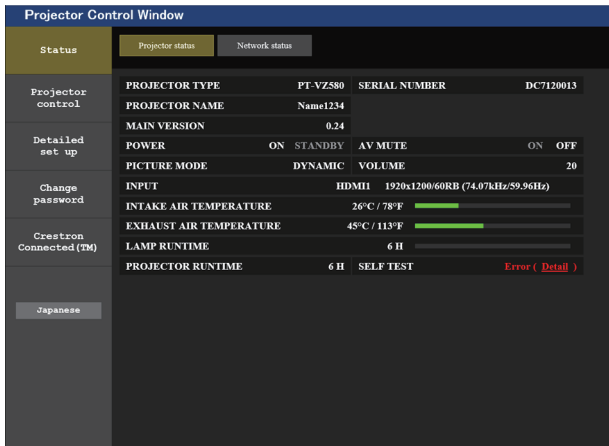 Projector Control Window
Status
Projector status
Network status
Projector
control
Detailed
set up
Change
password
Crestron
Connected(TM)
Japanese
PROJECTOR TYPE PT-VZ580 SERIAL NUMBER DC7120013
PROJECTOR NAME Name1234
MAIN VERSION 0.24
POWER ON STANDBY AV MUTE ON OFF
PICTURE MODE DYNAMIC VOLUME 20
INPUT HDMI1 1920x1200/60RB (74.07kHz/59.96Hz)
INTAKE AIR TEMPERATURE 26°C / 78°F
EXHAUST AIR TEMPERATURE 45°C / 113°F
LAMP RUNTIME 6 H
PROJECTOR RUNTIME 6 H SELF TEST Error ( Detail )